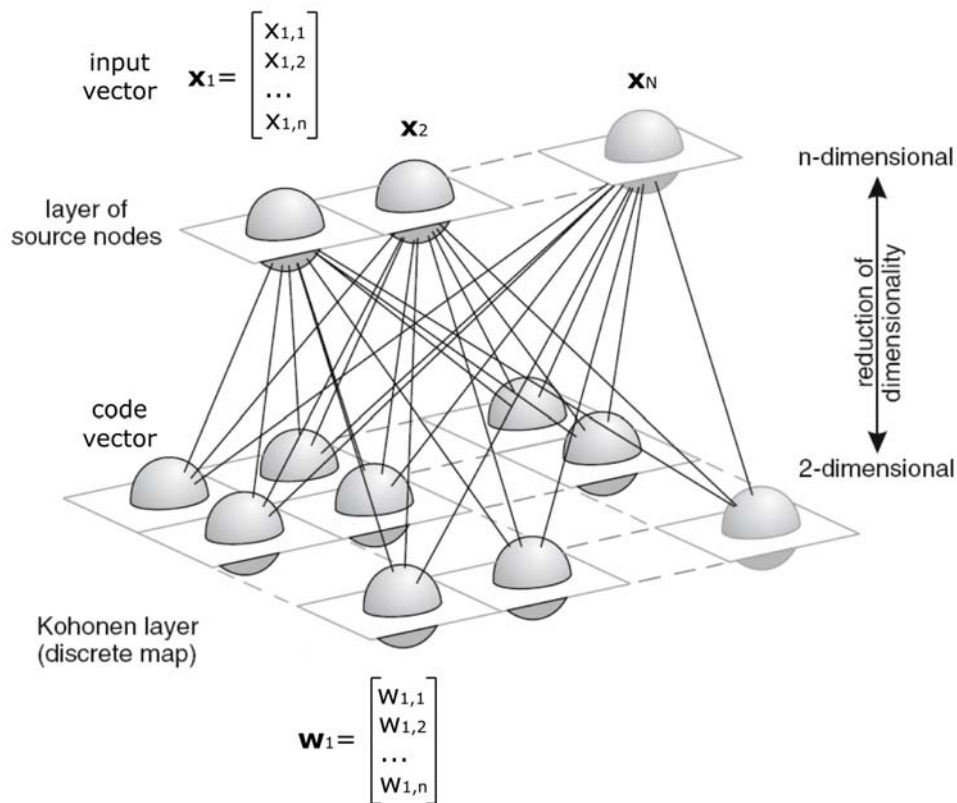 input
vector
x1=
x1,1
x1,2
...
x1,n
x2
xN
n-dimensional
layer of
source nodes
reduction of
dimensionality
code
vector
2-dimensional
Kohonen layer
(discrete map)
w1=
w1,1
w1,2
...
w1,n